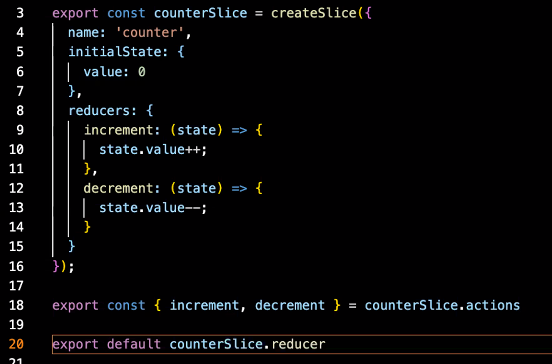 3 export const counterSlice = createSlice({
4 name: 'counter',
5 initialState: {
6 value: 0
7 },
8 reducers: {
9 increment: (state) => {
10 state.value++;
11 },
12 decrement: (state) => {
13 state.value--;
14 }
15 }
16 });
17
18 export const { increment, decrement } = counterSlice.actions
19
20 export default counterSlice.reducer
21